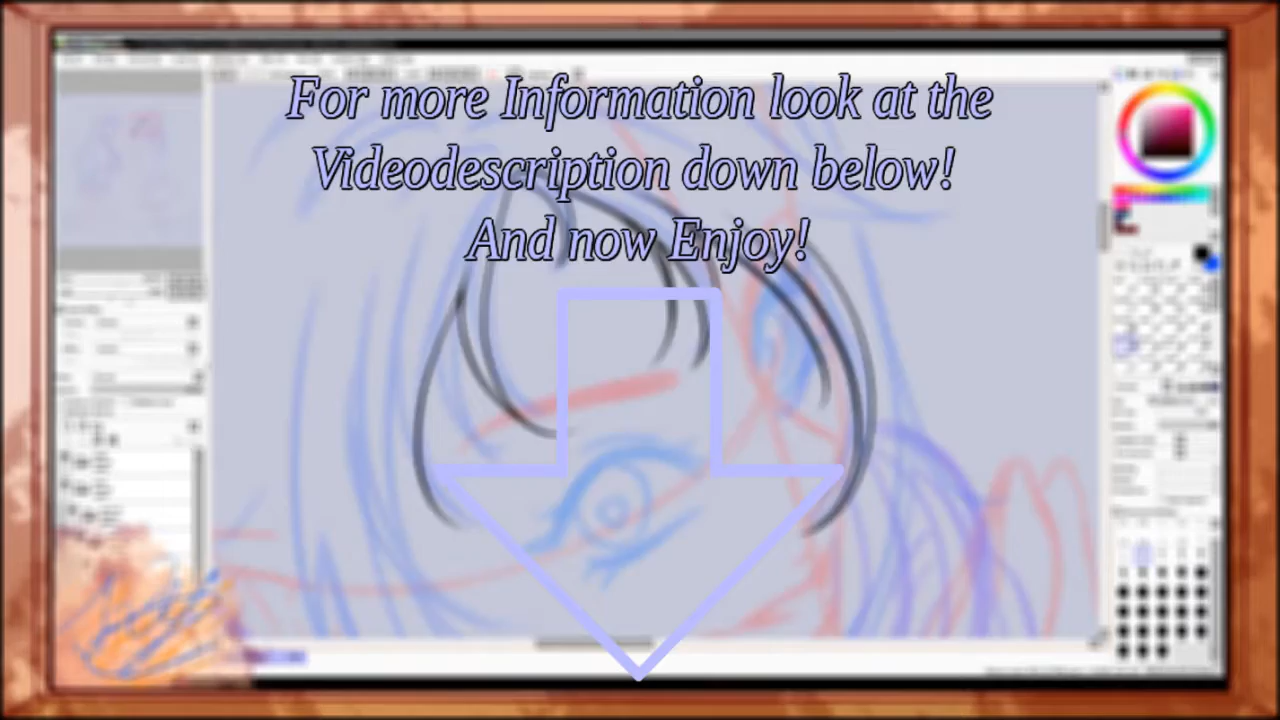 For more Information look at the
Videodescription down below!
And now Enjoy!